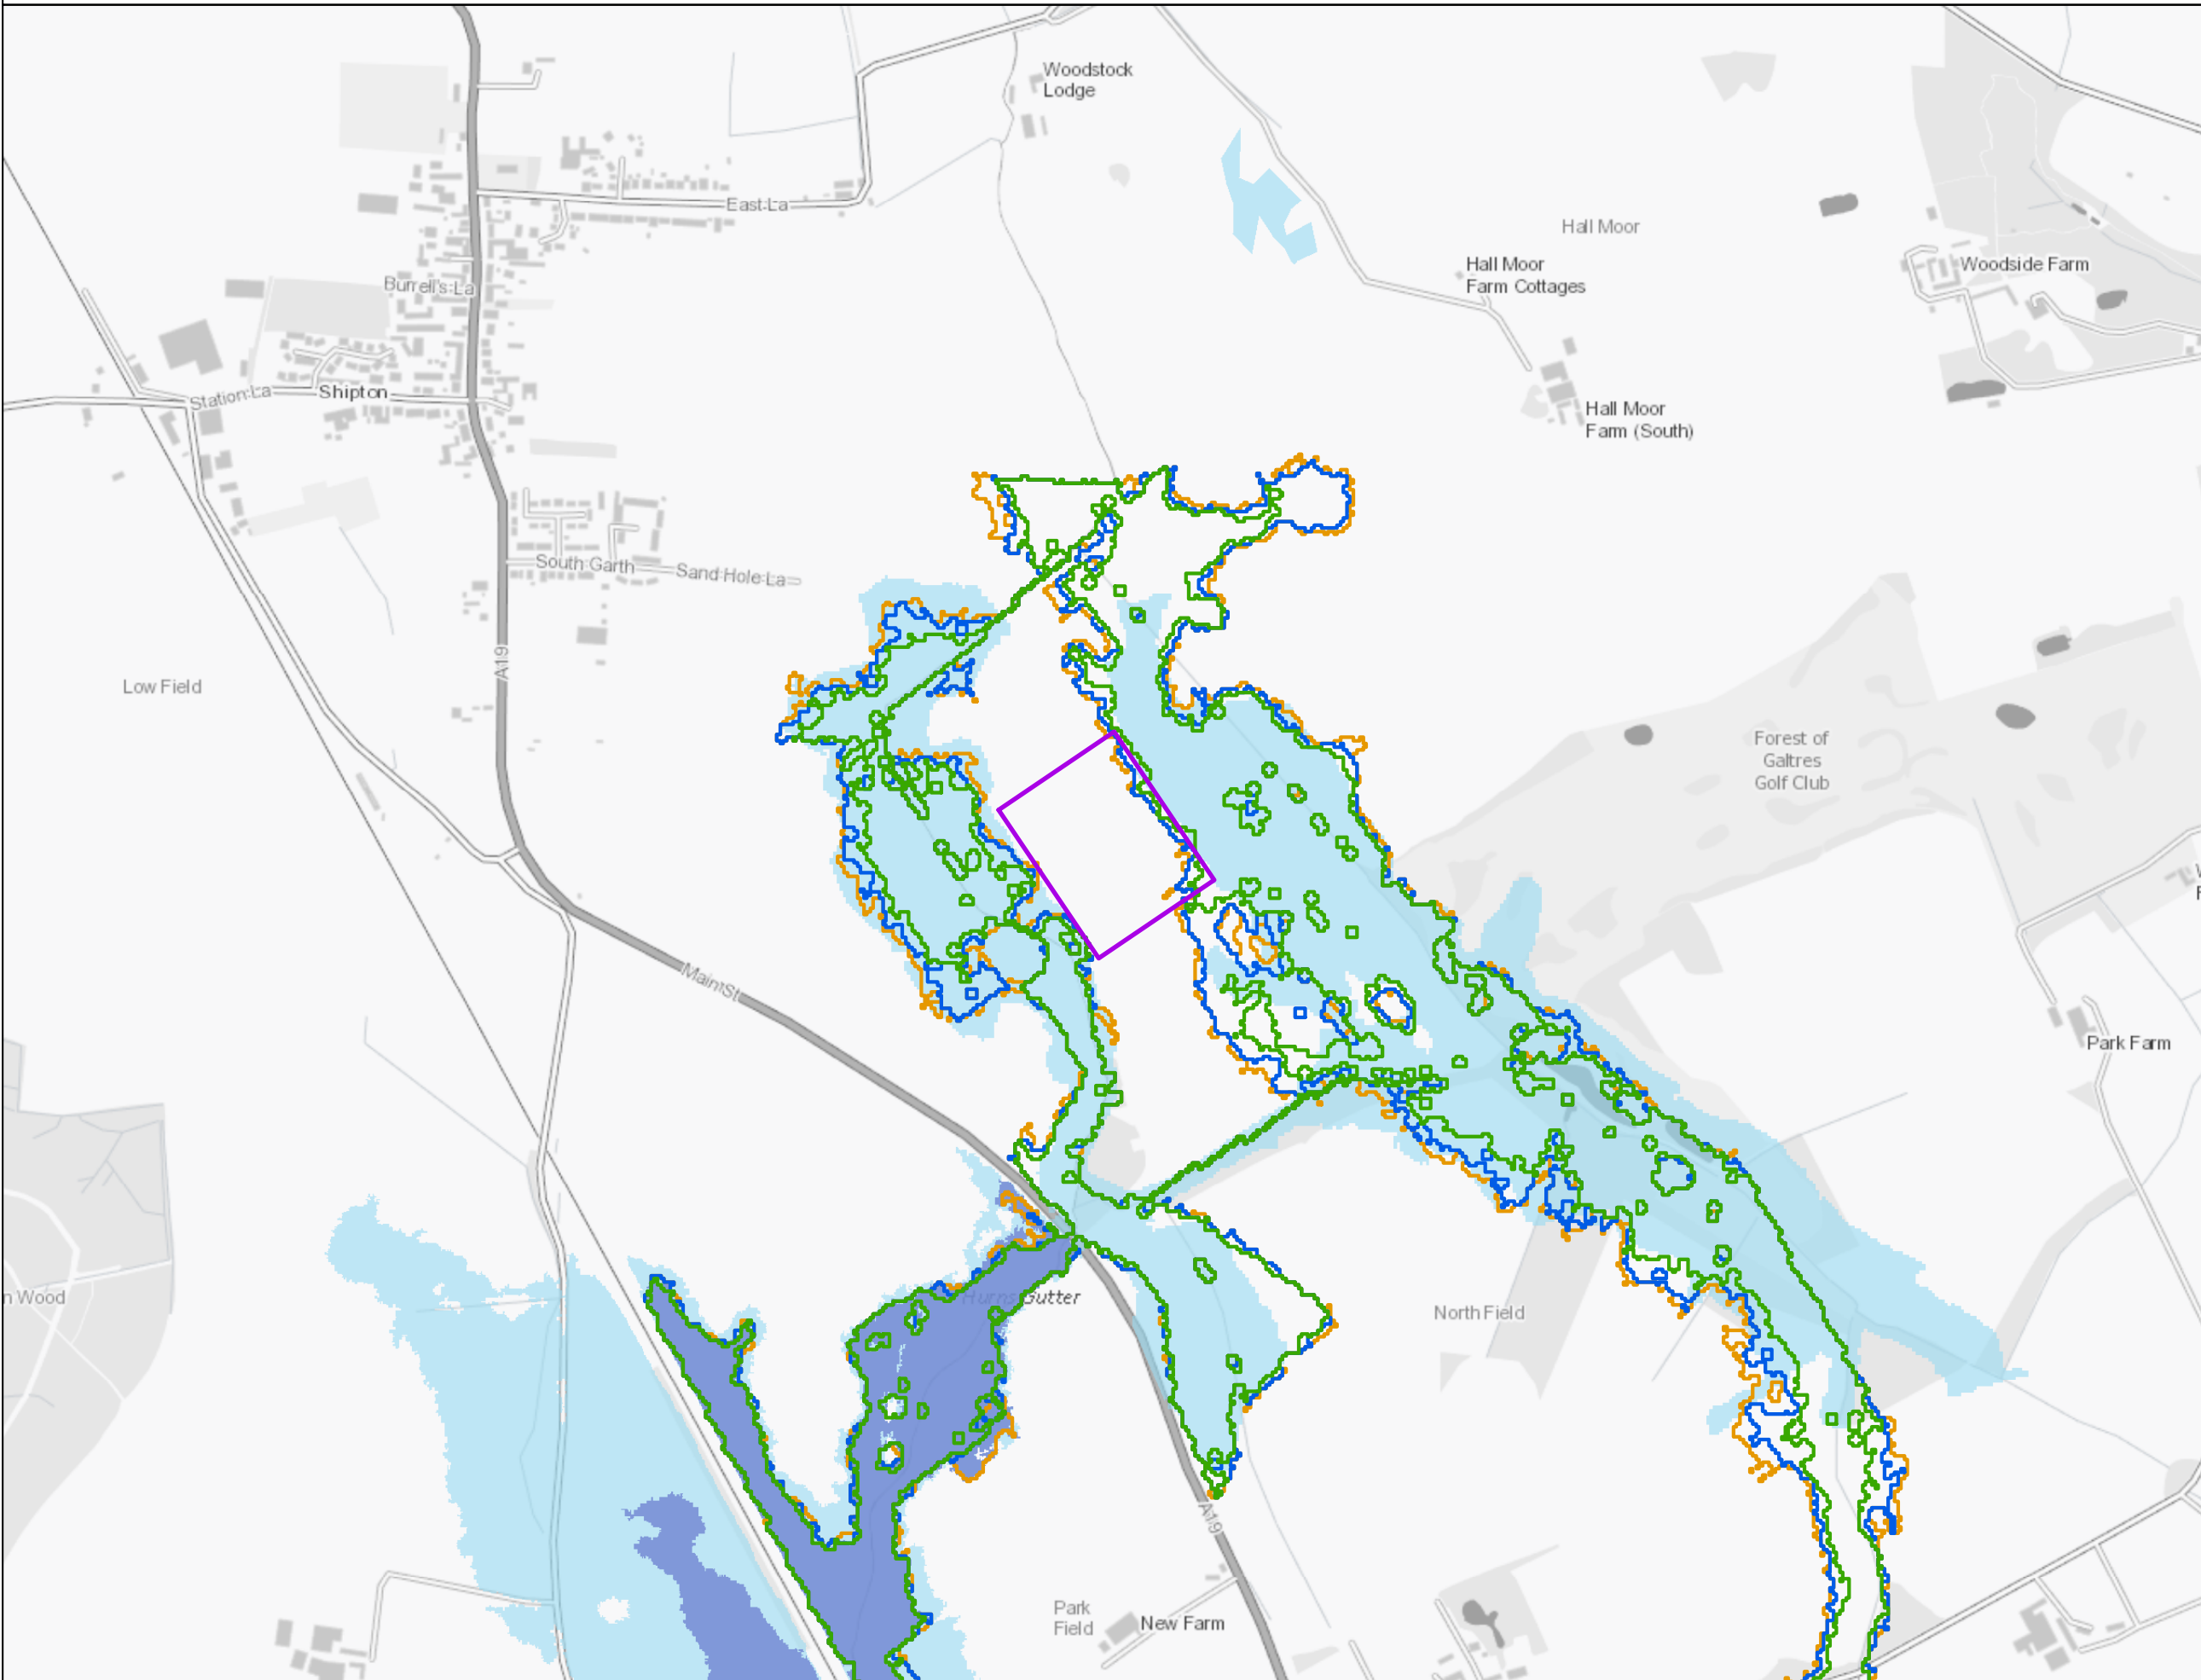 Woodstock
Lodge
East La
Hall Moor
Hall Moor
Farm Cottages
Woodside Farm
Burrell's La
Station La
Shipton
Hall Moor
Farm (South)
South Garth
Sand Hole La
A19
Low Field
Forest of
Galtres
Golf Club
Main St
Park Farm
n Wood
Hurns Gutter
North Field
A19
Park
Field
New Farm